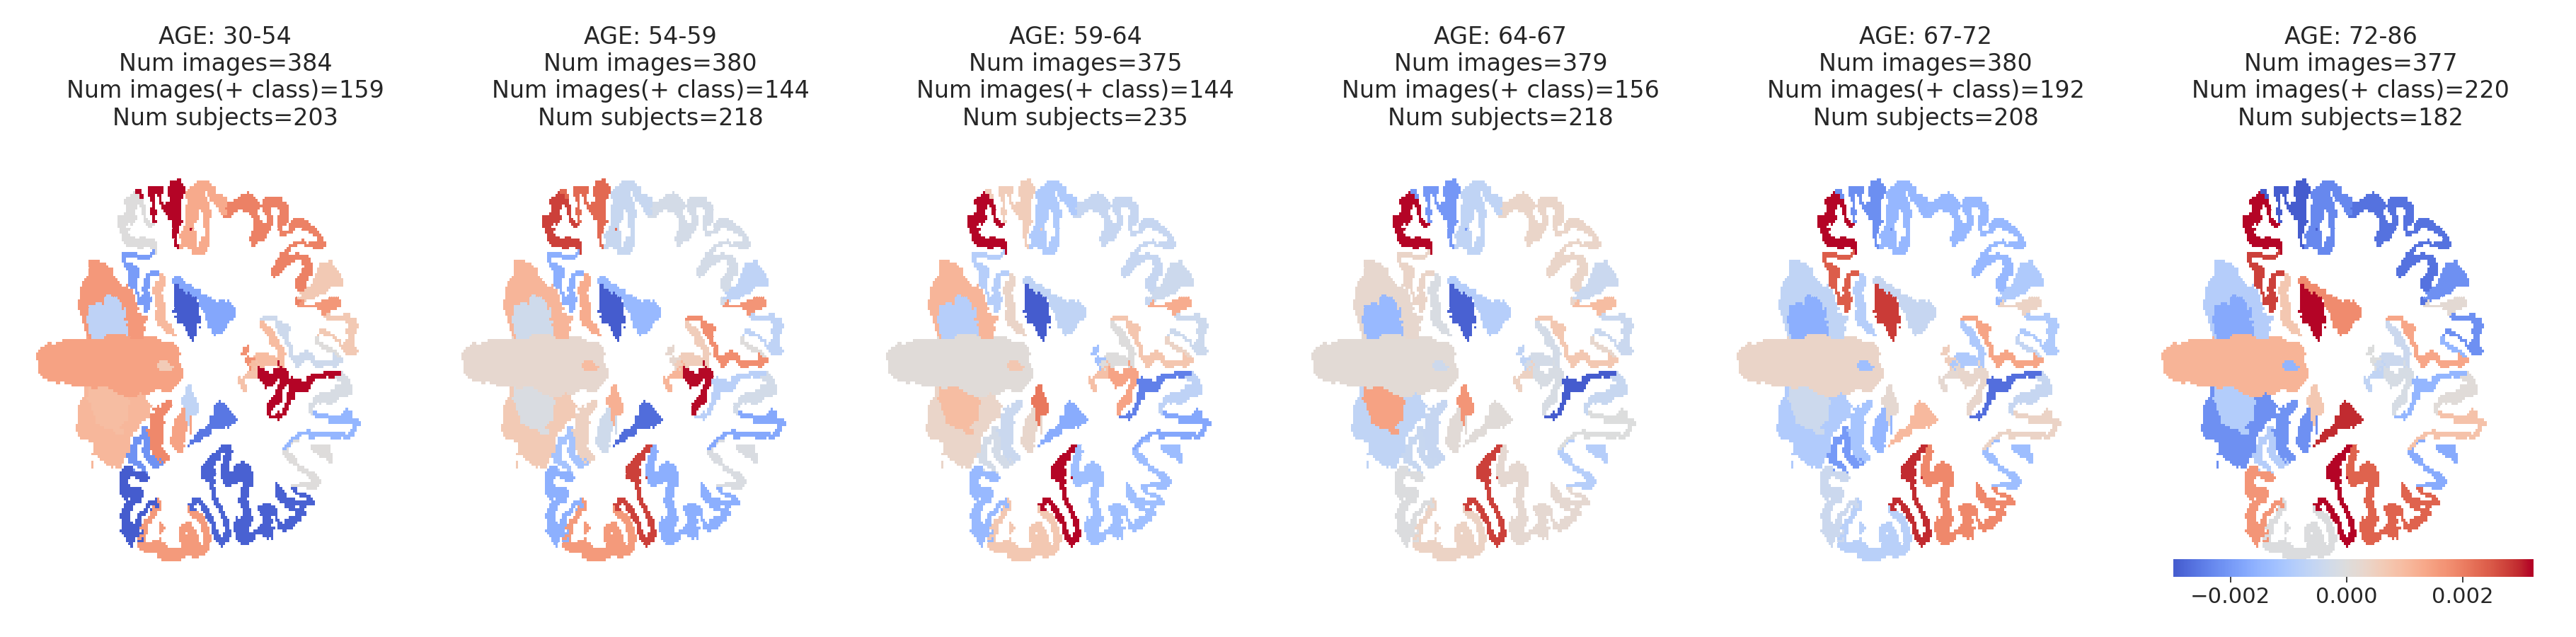 AGE: 30-54
Num images=384
Num images(+ class)=159
Num subjects=203
AGE: 54-59
Num images=380
Num images(+ class)=144
Num subjects=218
AGE: 59-64
Num images=375
Num images(+ class)=144
Num subjects=235
AGE: 64-67
Num images=379
Num images(+ class)=156
Num subjects=218
AGE: 67-72
Num images=380
Num images(+ class)=192
Num subjects=208
AGE: 72-86
Num images=377
Num images(+ class)=220
Num subjects=182
−0.002 0.000 0.002